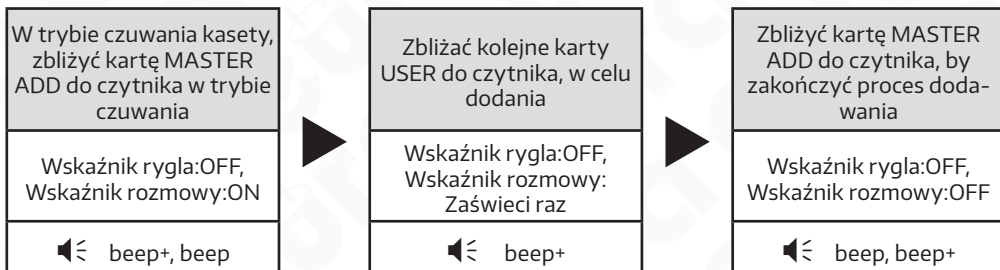 W trybie czuwania kasety,
zbliżyć kartę MASTER
ADD do czytnika w trybie
czuwania
Wskaźnik rygla:OFF,
Wskaźnik rozmowy:ON
beep+, beep
Zbliżać kolejne karty
USER do czytnika, w celu
dodania
Wskaźnik rygla:OFF,
Wskaźnik rozmowy:
Zaświeci raz
beep+
Zbliżyć kartę MASTER
ADD do czytnika, by
zakończyć proces doda-
wania
Wskaźnik rygla:OFF,
Wskaźnik rozmowy:OFF
beep, beep+